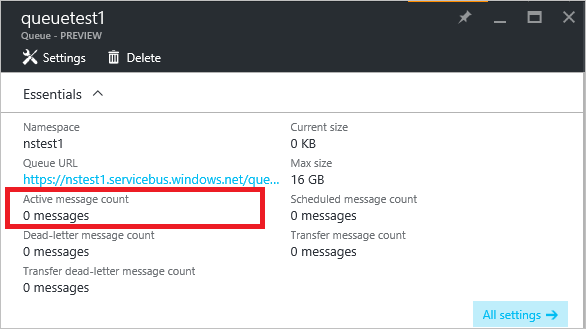 queuetest1
Queue - PREVIEW
Settings
Delete
Essentials
Namespace
nstest1
Current size
0 KB
Queue URL
https://nstest1.servicebus.windows.net/que...
Max size
16 GB
Active message count
0 messages
Scheduled message count
0 messages
Dead-letter message count
0 messages
Transfer message count
0 messages
Transfer dead-letter message count
0 messages
All settings